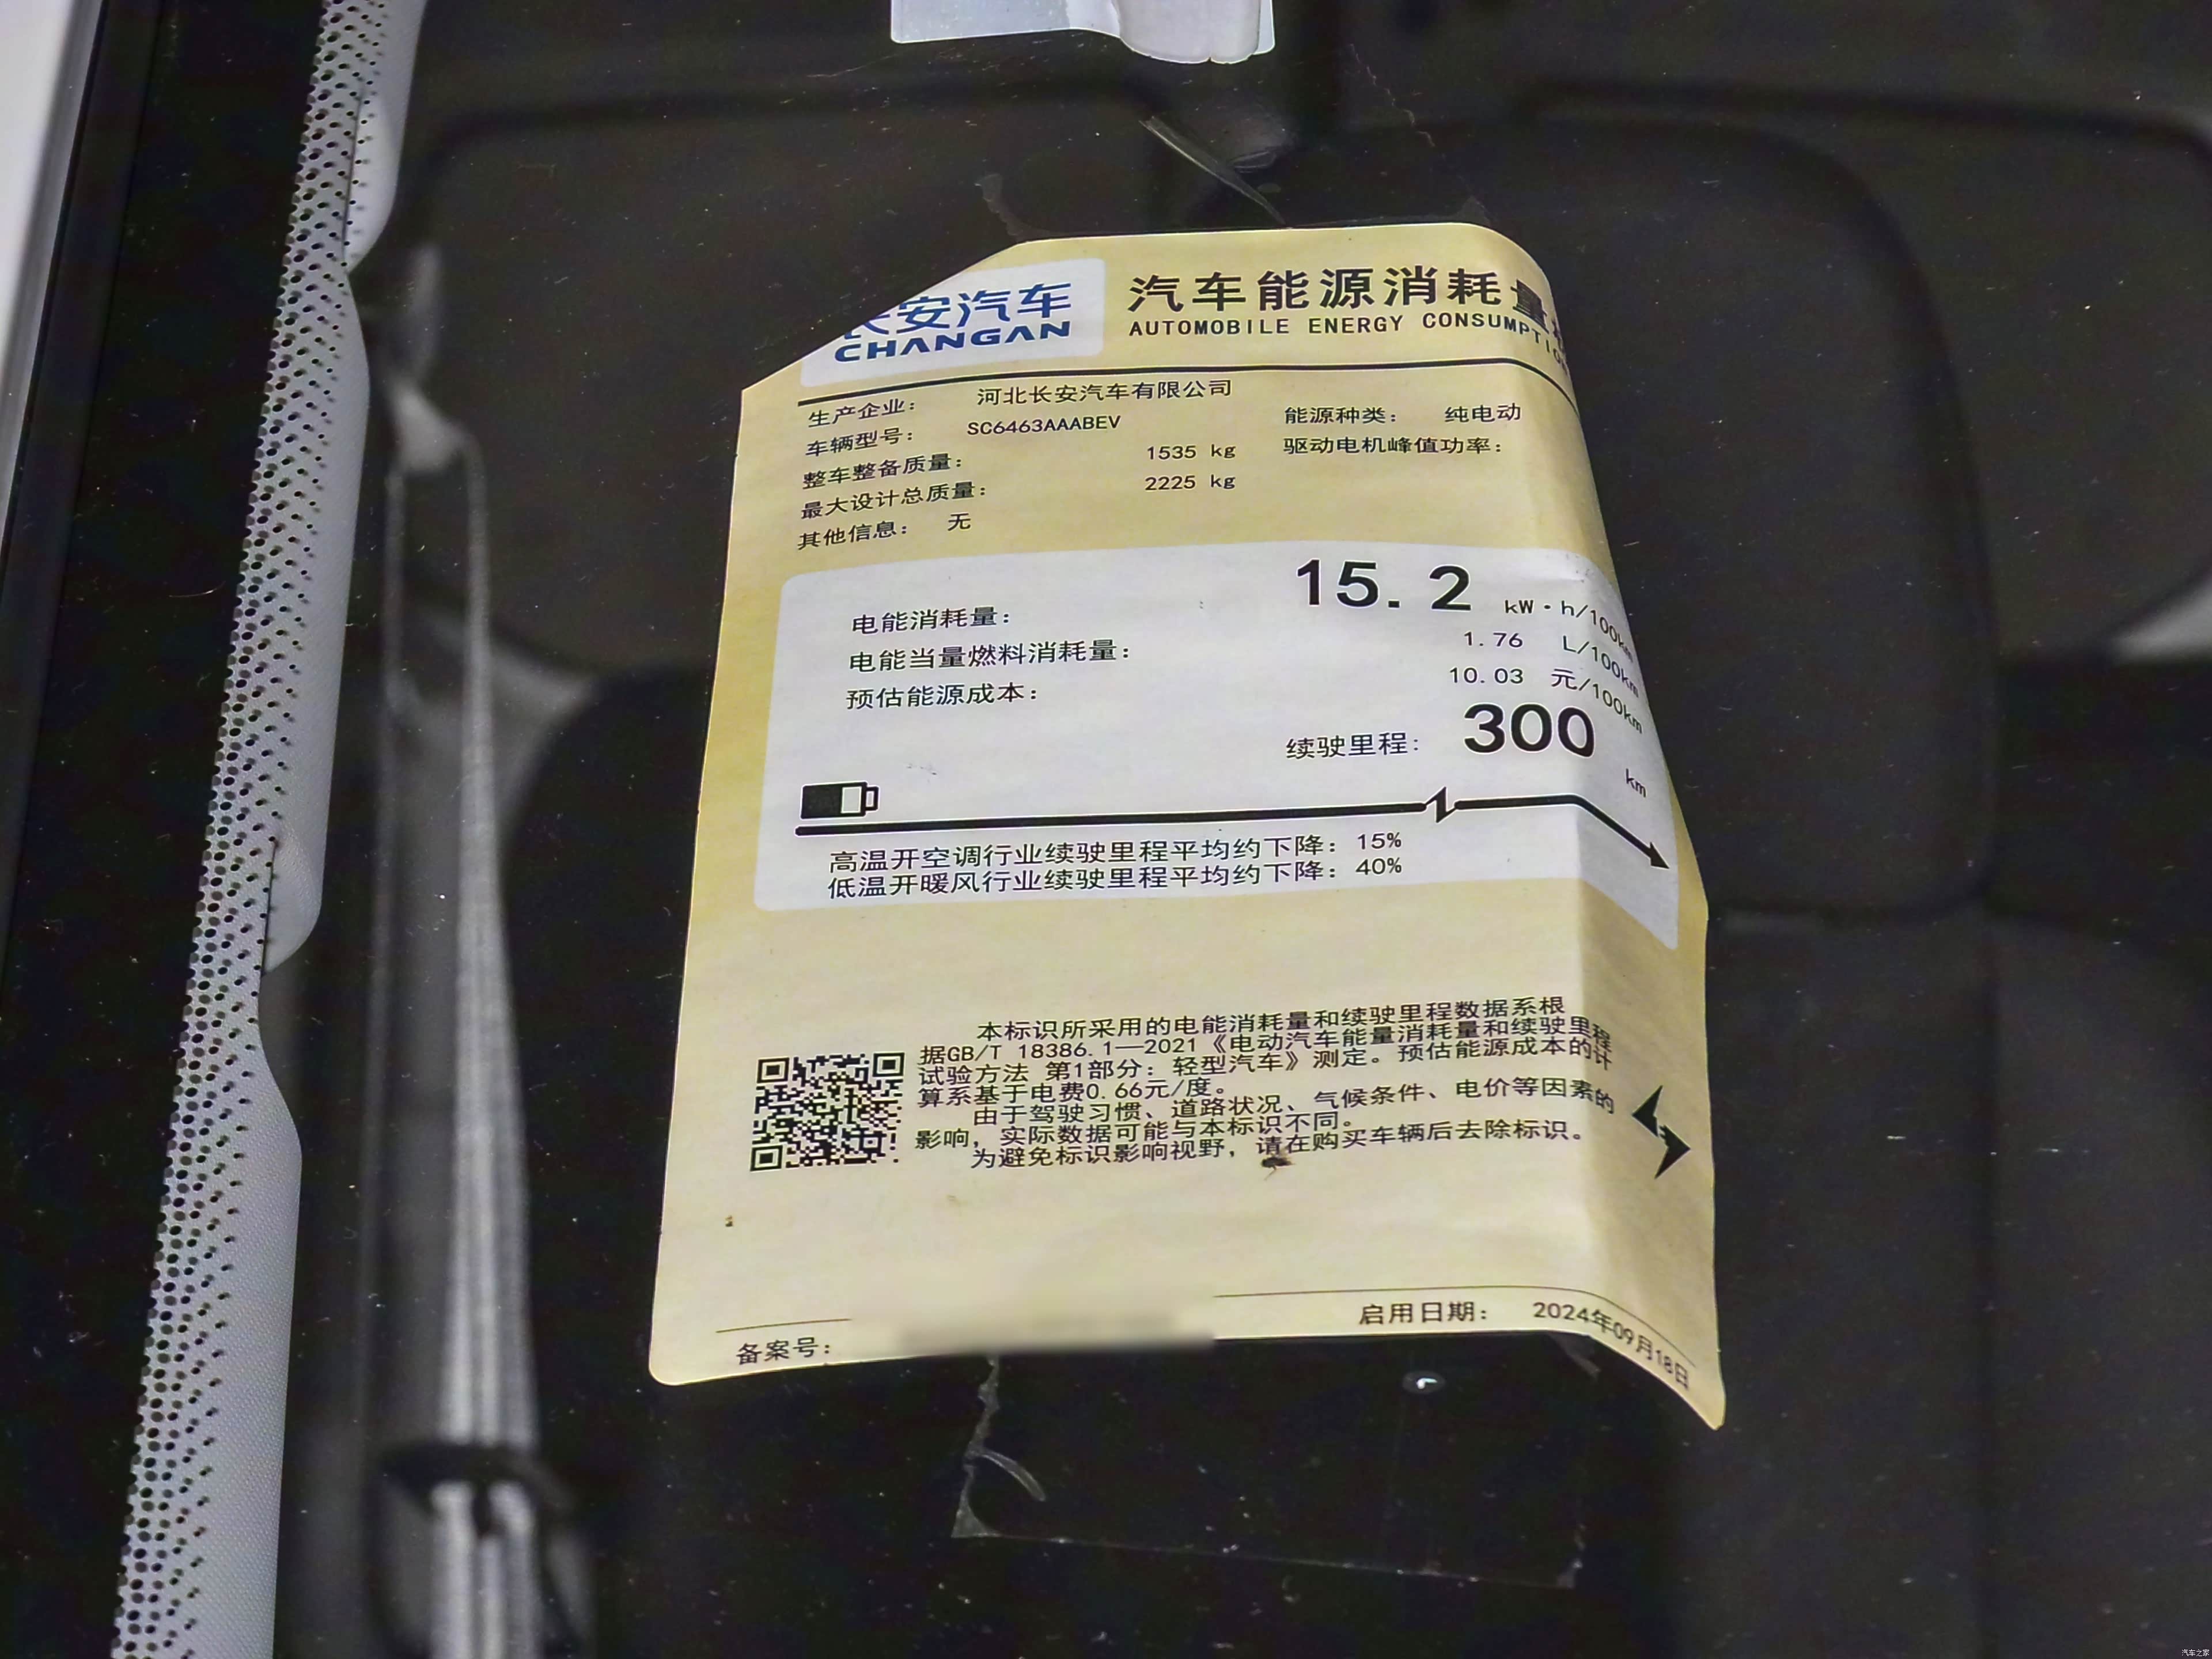 长安汽车
CHANGAN
汽车能源消耗量
AUTOMOBILE ENERGY CONSUMPTIO
生产企业： 河北长安汽车有限公司
车辆型号： SC6463AAABEV
能源种类： 纯电动
整车整备质量： 1535 kg
驱动电机峰值功率：
最大设计总质量： 2225 kg
其他信息： 无
电能消耗量： 15.2 kW·h/100km
电能当量燃料消耗量： 1.76 L/100km
预估能源成本： 10.03 元/100km
续驶里程： 300 km
高温开空调行业续驶里程平均约下降： 15%
低温开暖风行业续驶里程平均约下降： 40%
本标识所采用的电能消耗量和续驶里程数据系根
据GB/T 18386.1—2021《电动汽车能量消耗量和续驶里程
试验方法 第1部分：轻型汽车》测定。预估能源成本的计
算系基于电费0.66元/度。
由于驾驶习惯、道路状况、气候条件、电价等因素的
影响，实际数据可能与本标识不同。
为避免标识影响视野，请在购买车辆后去除标识。
备案号：
启用日期： 2024年09月18日
汽车之家